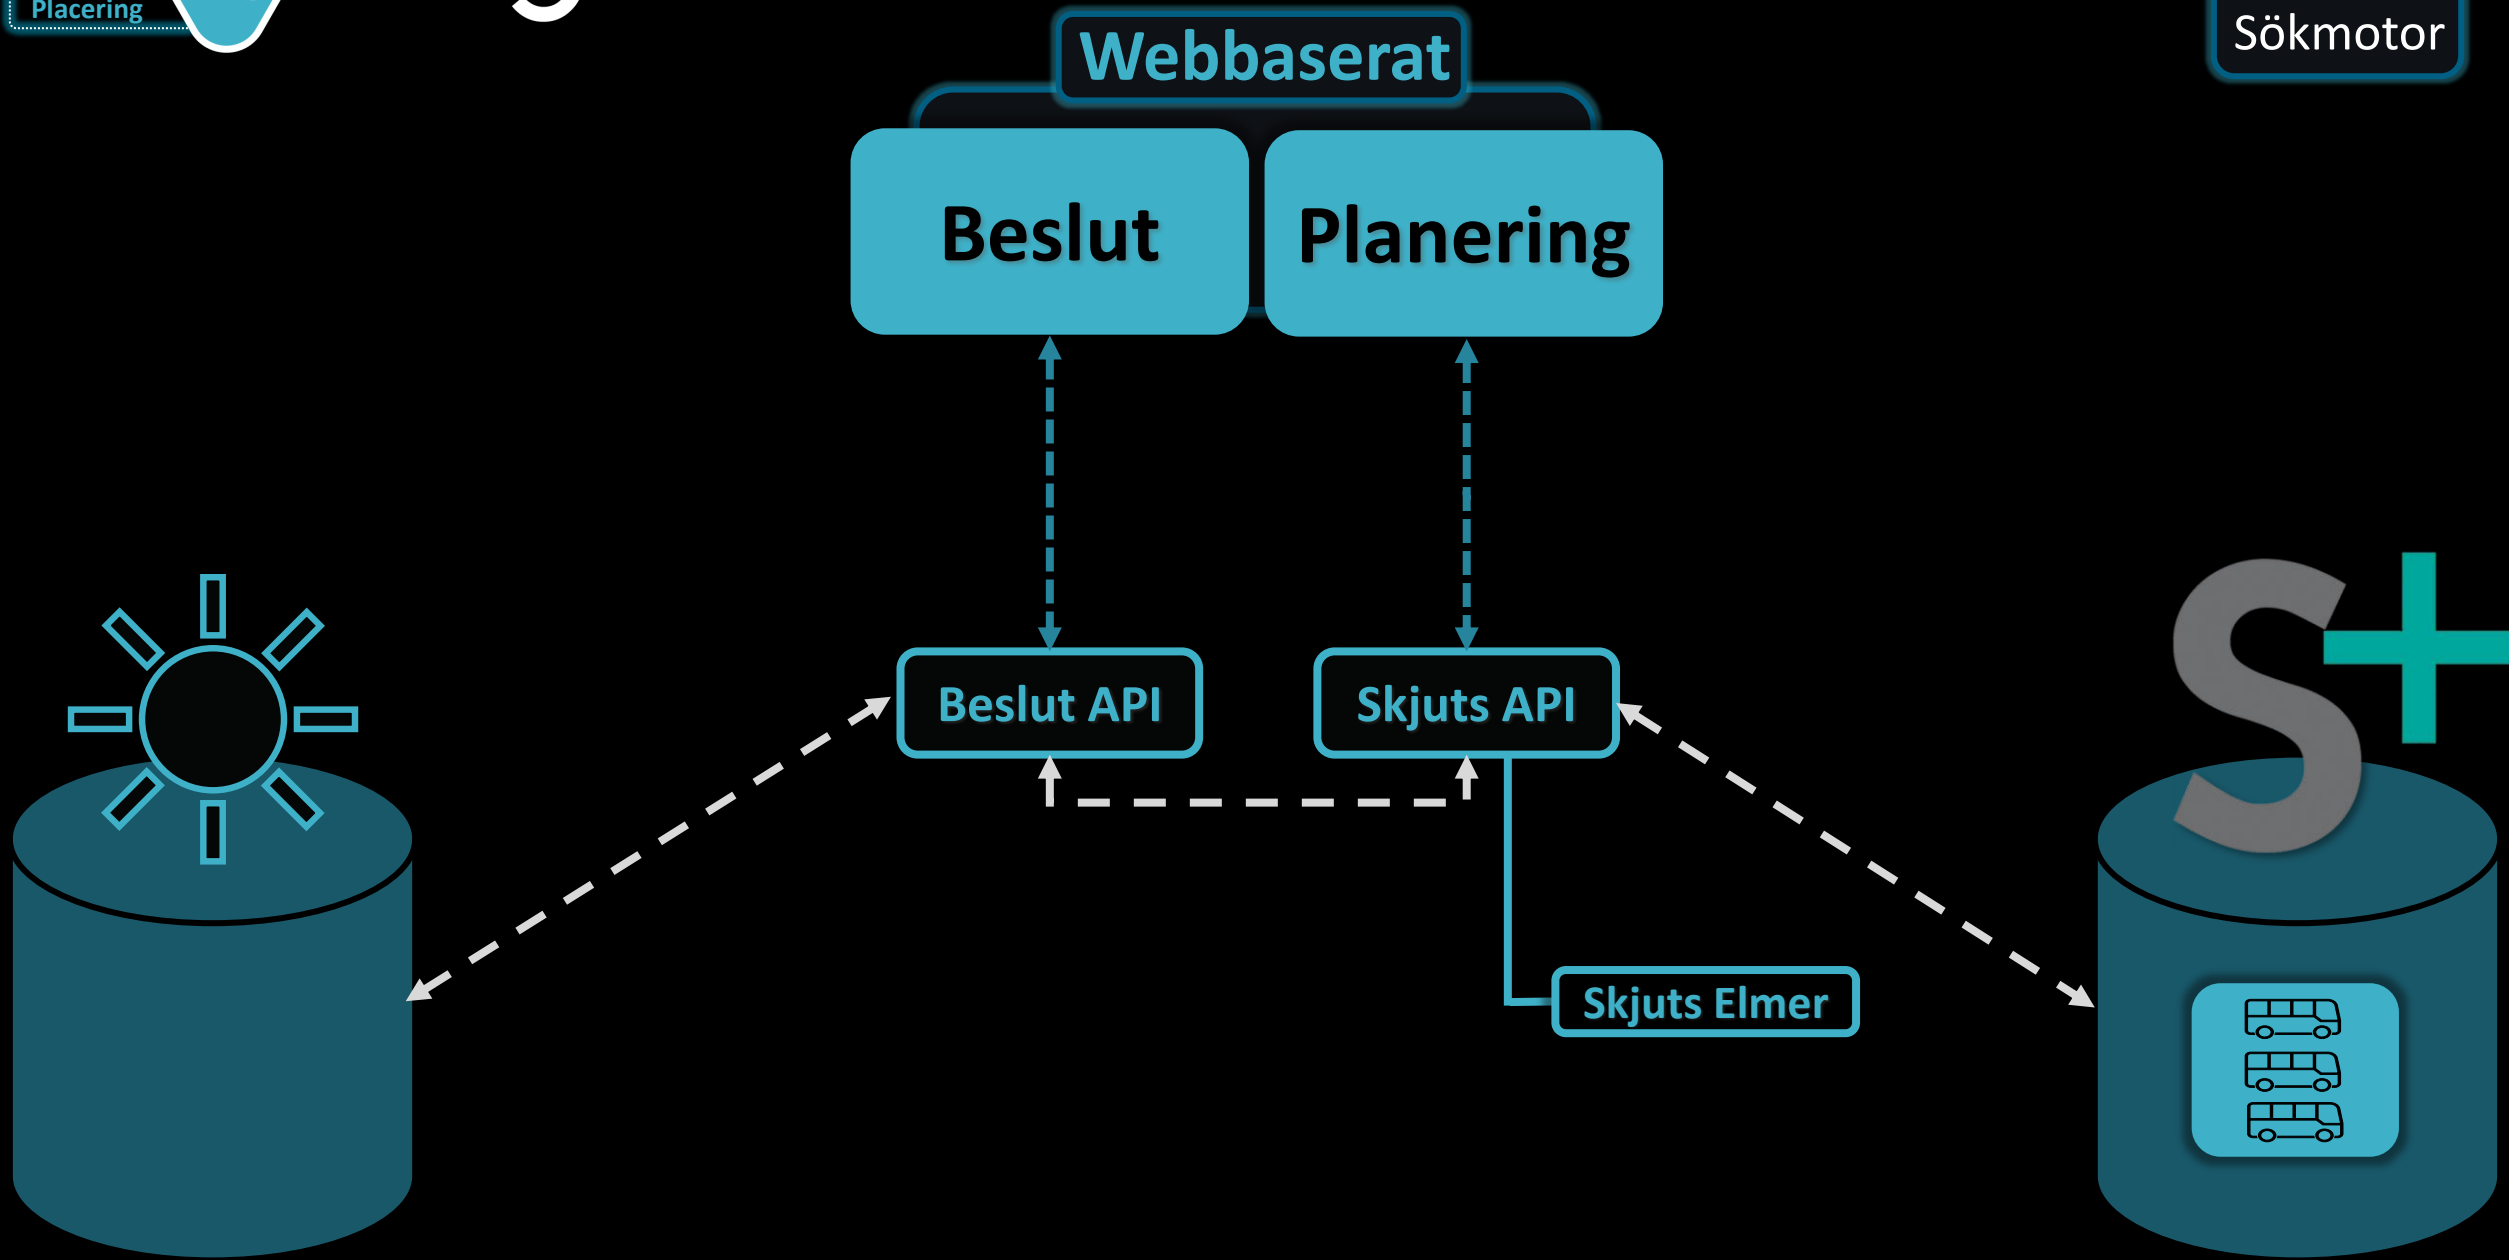 Placering
Sökmotor
Webbaserat
Beslut
Planering
Beslut API
Skjuts API
Skjuts Elmer
S+